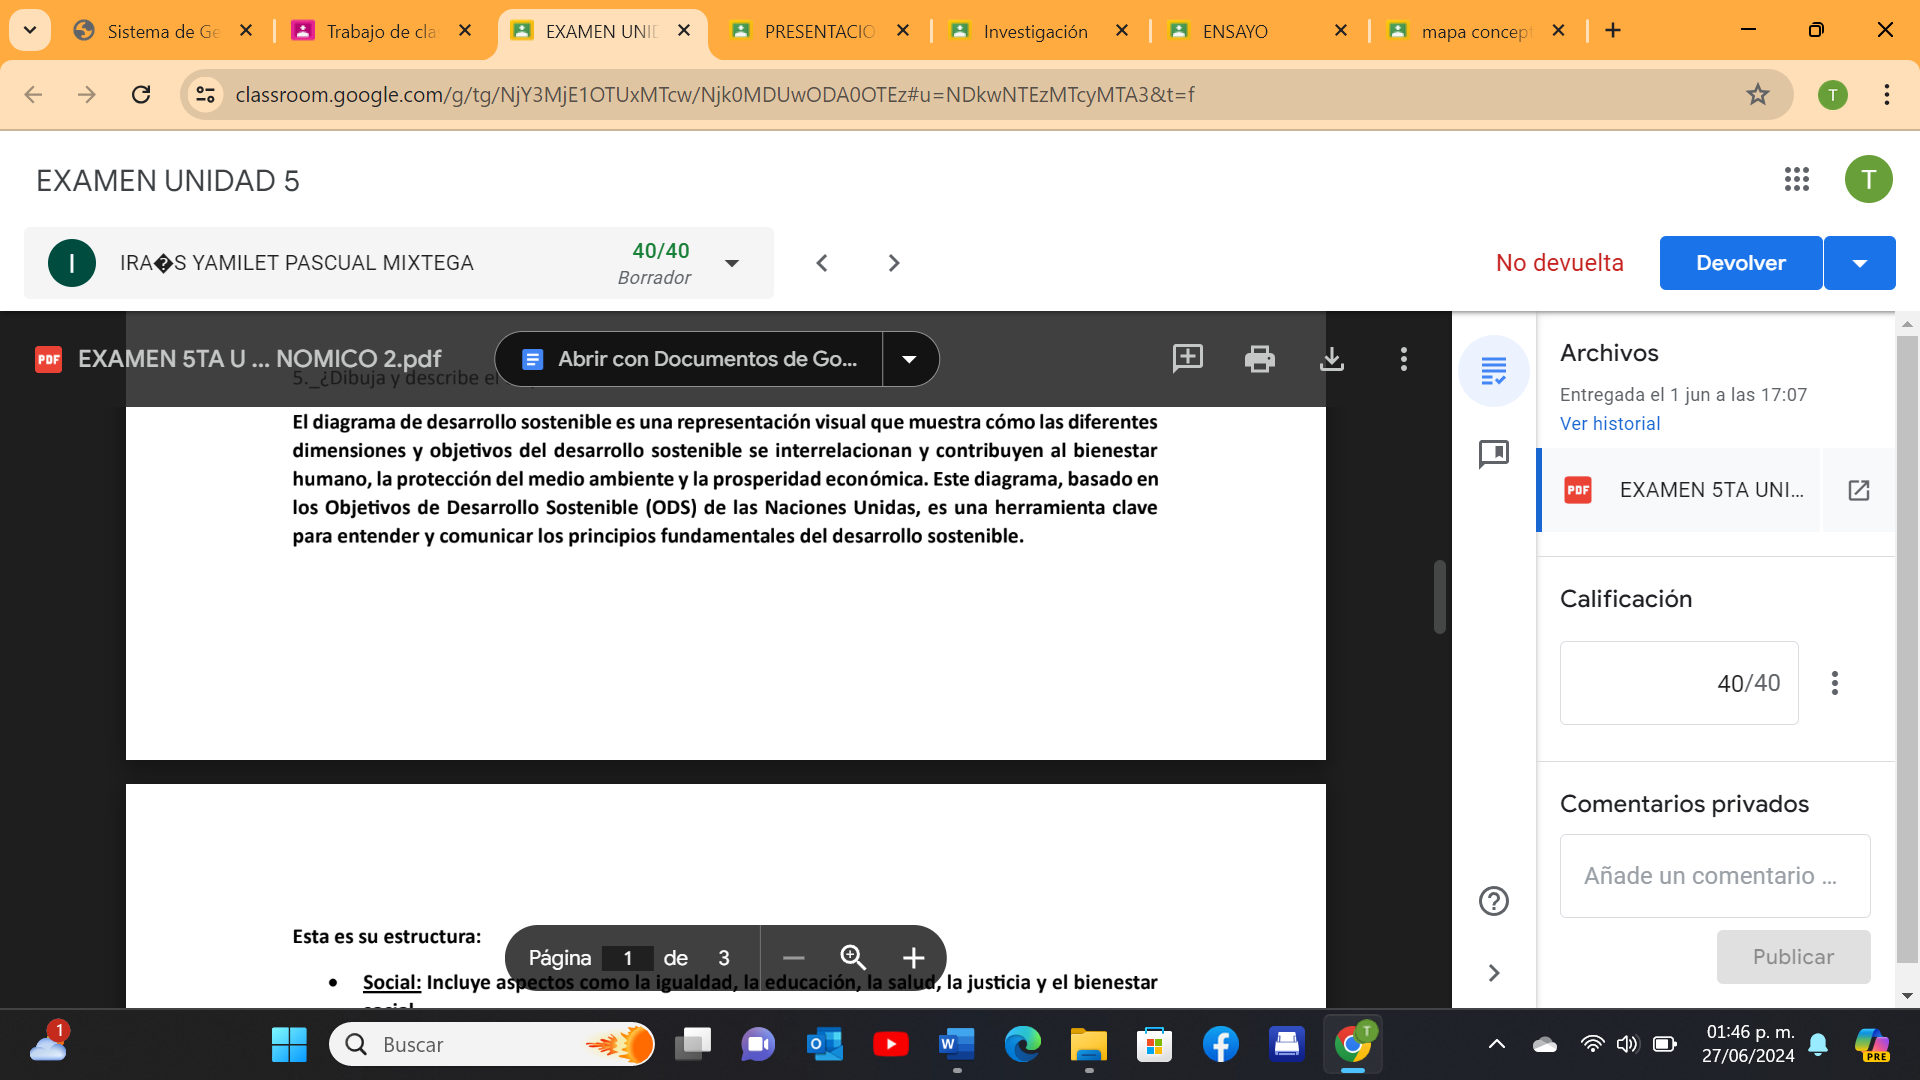 Sistema de Ge
Trabajo de cla
EXAMEN UNID
PRESENTACIO
Investigación
ENSAYO
mapa concep
classroom.google.com/g/tg/NjY3MjE1OTUxMTcw/Njk0MDUwODA0OTEz#u=NDkwNTEzMTcyMTA3&t=f
T
EXAMEN UNIDAD 5
T
I
IRA�S YAMILET PASCUAL MIXTEGA
40/40
Borrador
No devuelta
Devolver
PDF
EXAMEN 5TA U ... NOMICO 2.pdf
Abrir con Documentos de Go...
5._¿Dibuja y describe el
El diagrama de desarrollo sostenible es una representación visual que muestra cómo las diferentes
dimensiones y objetivos del desarrollo sostenible se interrelacionan y contribuyen al bienestar
humano, la protección del medio ambiente y la prosperidad económica. Este diagrama, basado en
los Objetivos de Desarrollo Sostenible (ODS) de las Naciones Unidas, es una herramienta clave
para entender y comunicar los principios fundamentales del desarrollo sostenible.
Esta es su estructura:
• Social: Incluye aspectos como la igualdad, la educación, la salud, la justicia y el bienestar
social
Página 1 de 3
Archivos
Entregada el 1 jun a las 17:07
Ver historial
PDF
EXAMEN 5TA UNI...
Calificación
40/40
Comentarios privados
Añade un comentario ...
Publicar
1
Buscar
T
01:46 p. m.
27/06/2024
PRE